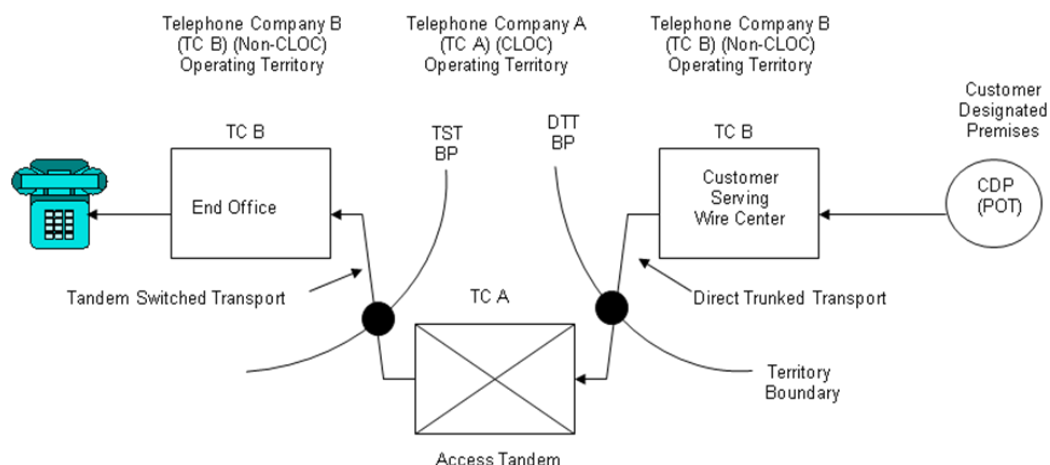 Telephone Company B
(TC B) (Non-CLOC)
Operating Territory
Telephone Company A
(TC A) (CLOC)
Operating Territory
Telephone Company B
(TC B) (Non-CLOC)
Operating Territory
Customer
Designated
Premises
TC B
TST
BP
DTT
BP
TC B
End Office
Customer
Serving
Wire Center
CDP
(POT)
Tandem Switched Transport
TC A
Direct Trunked Transport
Territory
Boundary
Access Tandem